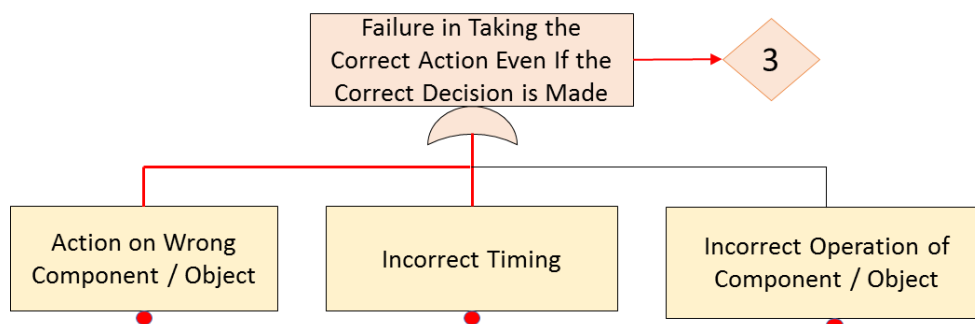 Failure in Taking the
Correct Action Even If the
Correct Decision is Made
3
Action on Wrong
Component / Object
Incorrect Timing
Incorrect Operation of
Component / Object